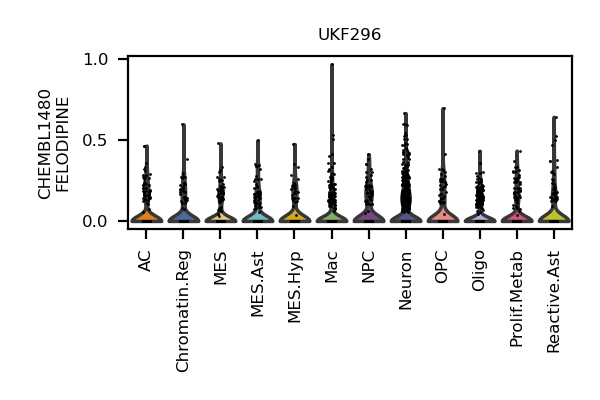 UKF296
CHEMBL1480
FELODIPINE
1.0
0.5
0.0
AC
Chromatin.Reg
MES
MES.Ast
MES.Hyp
Mac
NPC
Neuron
OPC
Oligo
Prolif.Metab
Reactive.Ast